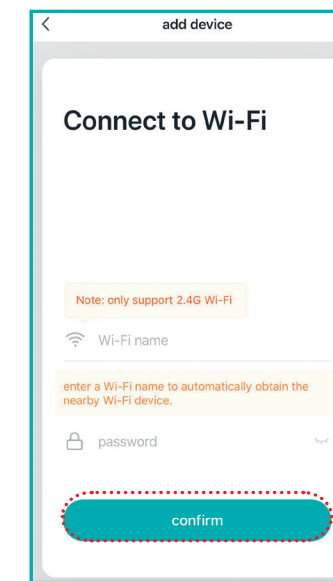 add device
Connect to Wi-Fi
Note: only support 2.4G Wi-Fi
Wi-Fi name
enter a Wi-Fi name to automatically obtain the
nearby Wi-Fi device.
password
confirm